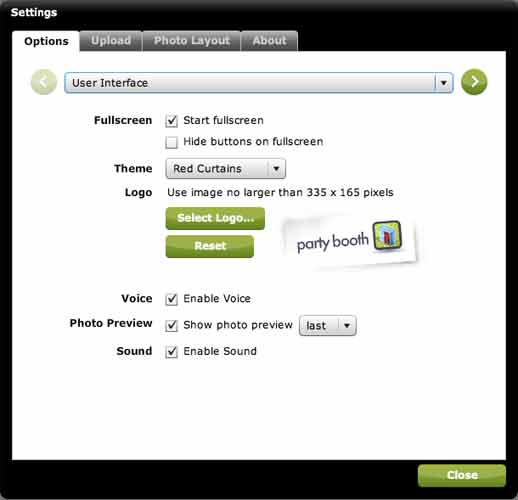 Settings
Options Upload Photo Layout About
User Interface
Fullscreen Start fullscreen
Hide buttons on fullscreen
Theme Red Curtains
Logo Use image no larger than 335 x 165 pixels
Select Logo...
party booth
Reset
Voice Enable Voice
Photo Preview Show photo preview last
Sound Enable Sound
Close